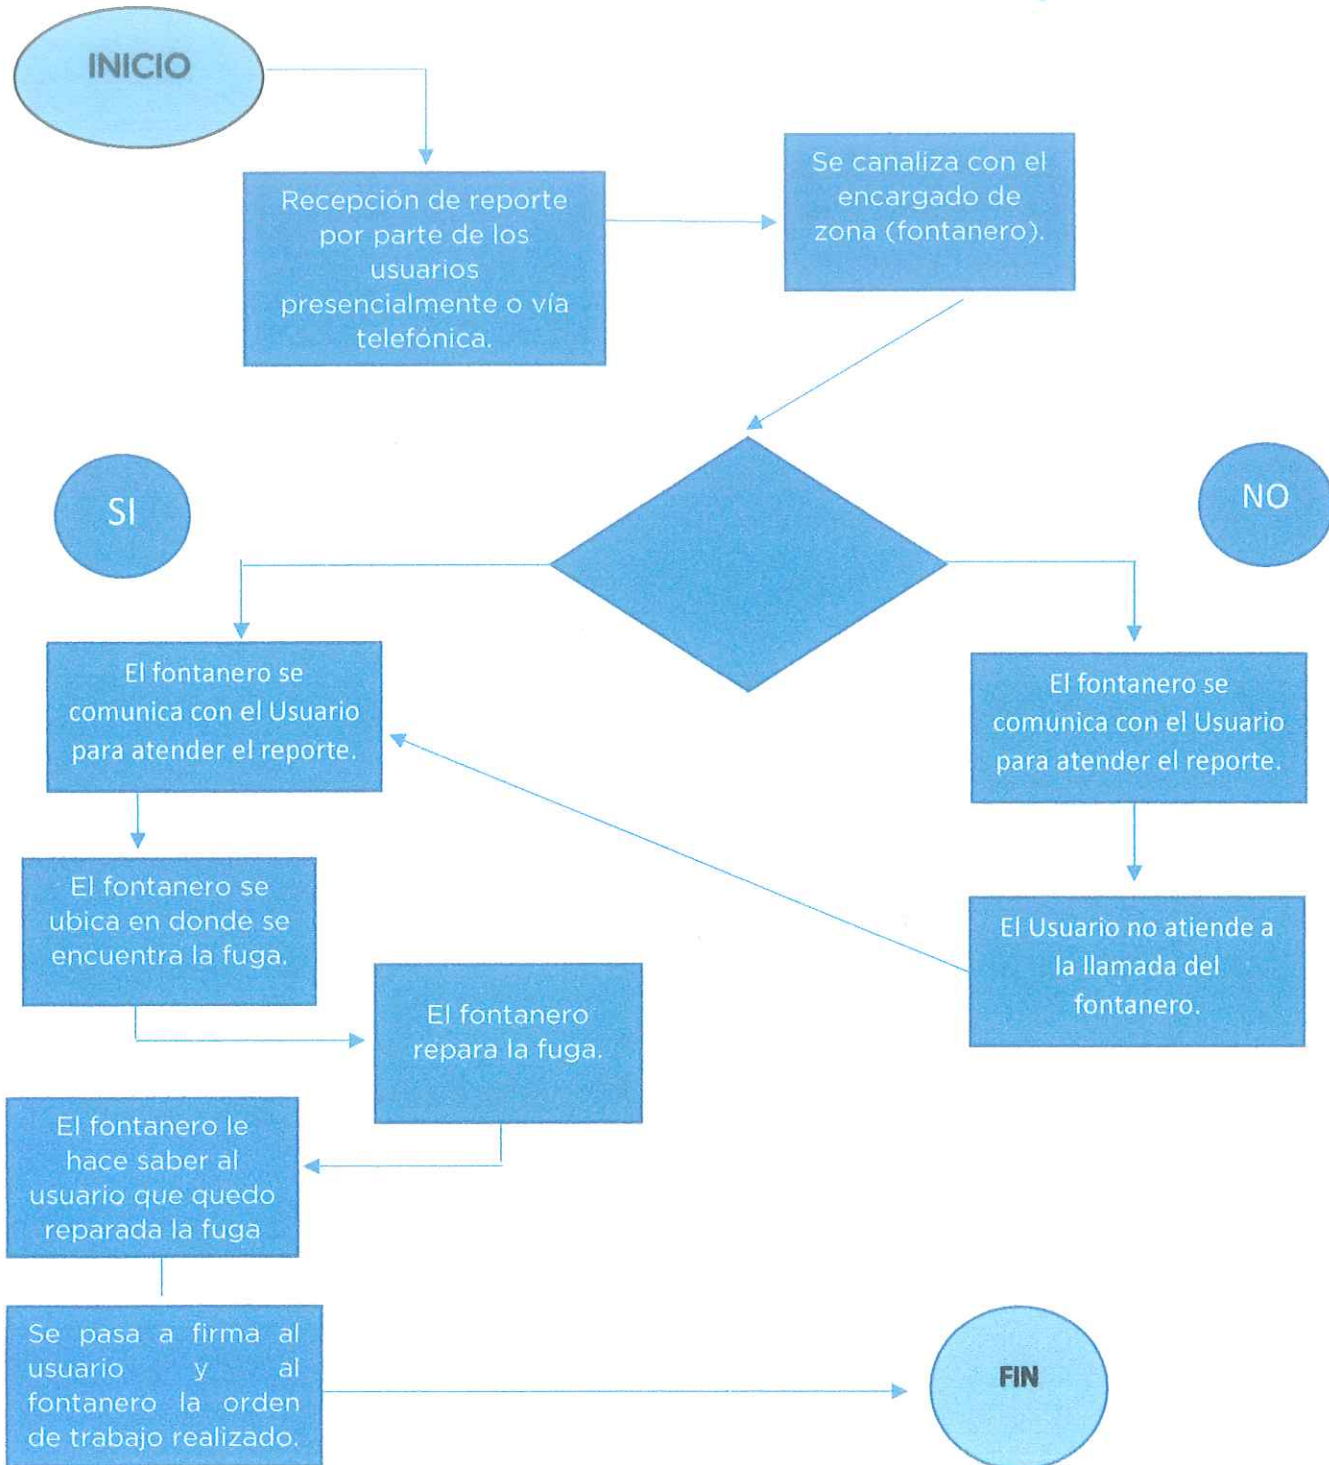 INICIO
Recepción de reporte
por parte de los
usuarios
presencialmente o vía
telefónica.
Se canaliza con el
encargado de
zona (fontanero).
SI
NO
El fontanero se
comunica con el Usuario
para atender el reporte.
El fontanero se
comunica con el Usuario
para atender el reporte.
El fontanero se
ubica en donde se
encuentra la fuga.
El Usuario no atiende a
la llamada del
fontanero.
El fontanero
repara la fuga.
El fontanero le
hace saber al
usuario que quedo
reparada la fuga
Se pasa a firma al
usuario y al
fontanero la orden
de trabajo realizado.
FIN